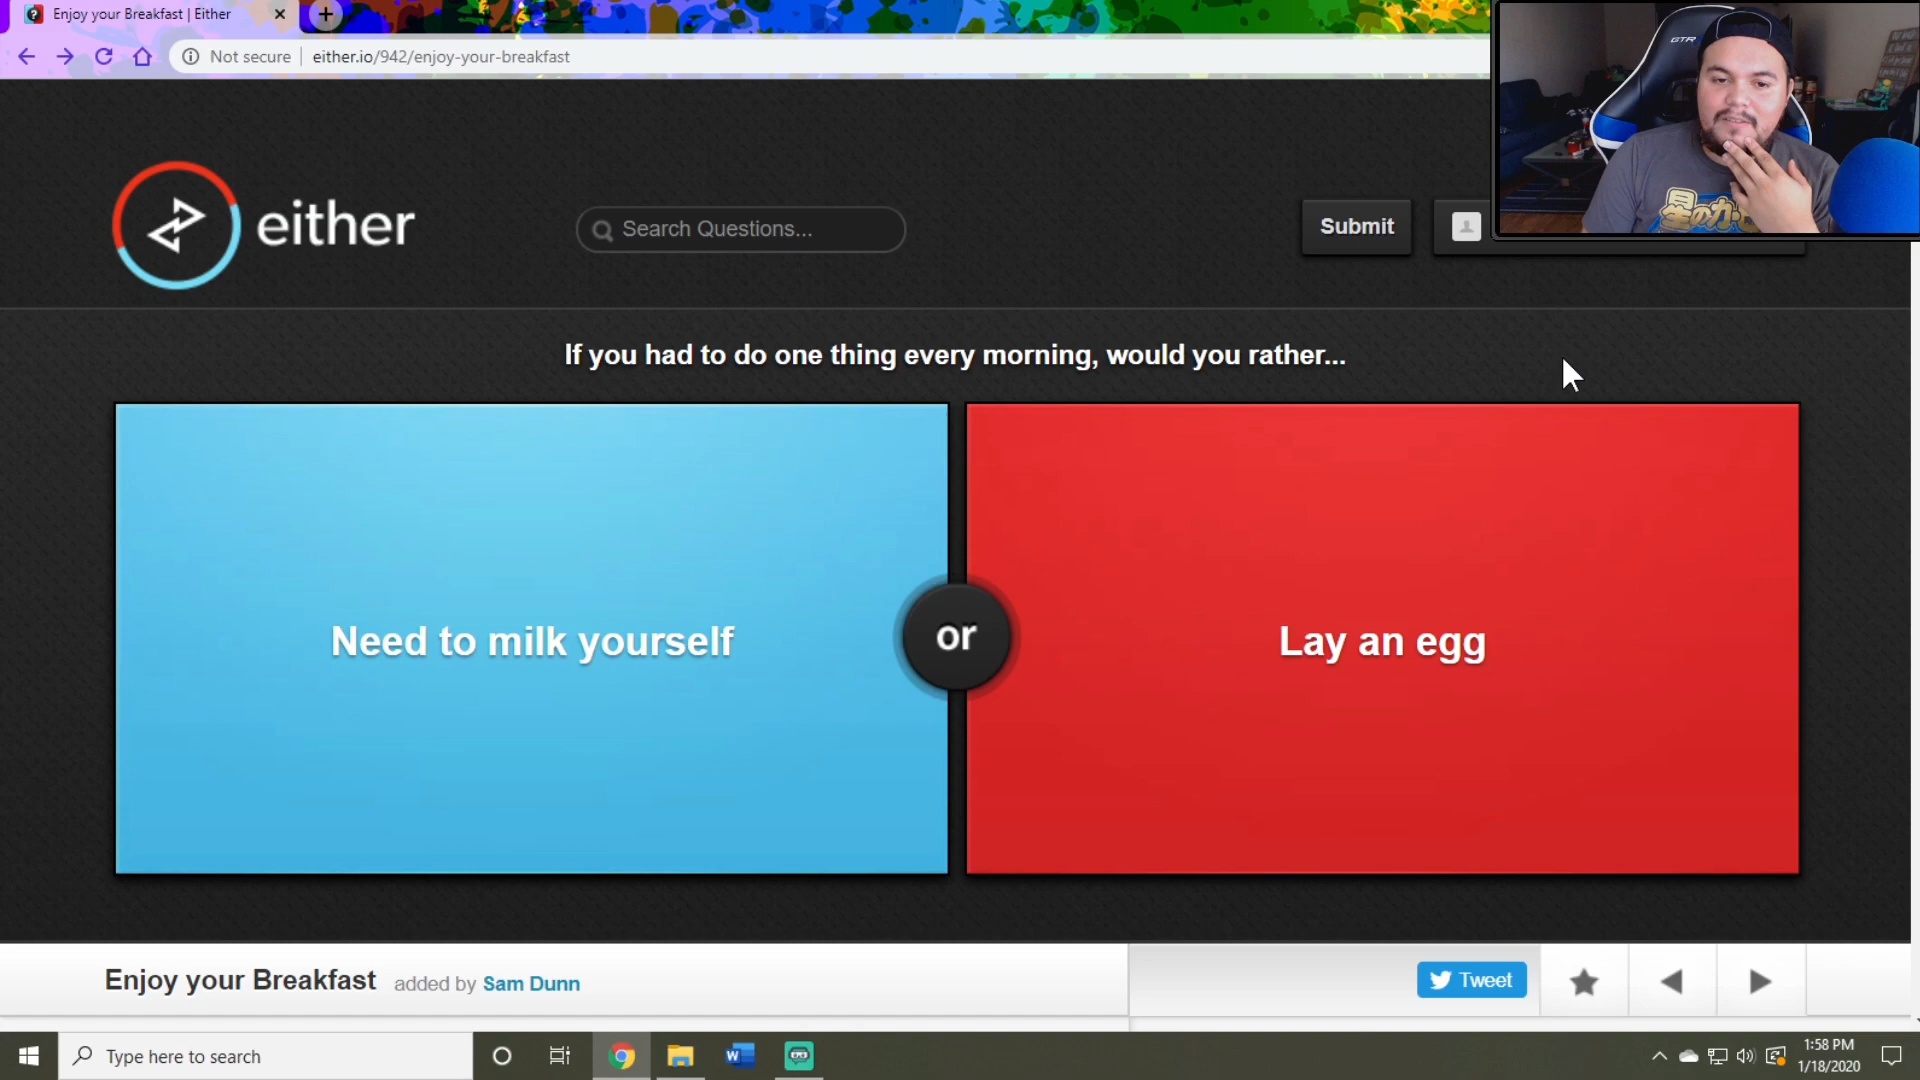 Enjoy your Breakfast | Either
Not secure
either.io/942/enjoy-your-breakfast
GTR
either
Search Questions...
Submit
If you had to do one thing every morning, would you rather...
Need to milk yourself
or
Lay an egg
Enjoy your Breakfast added by Sam Dunn
Tweet
Type here to search
1:58 PM
1/18/2020